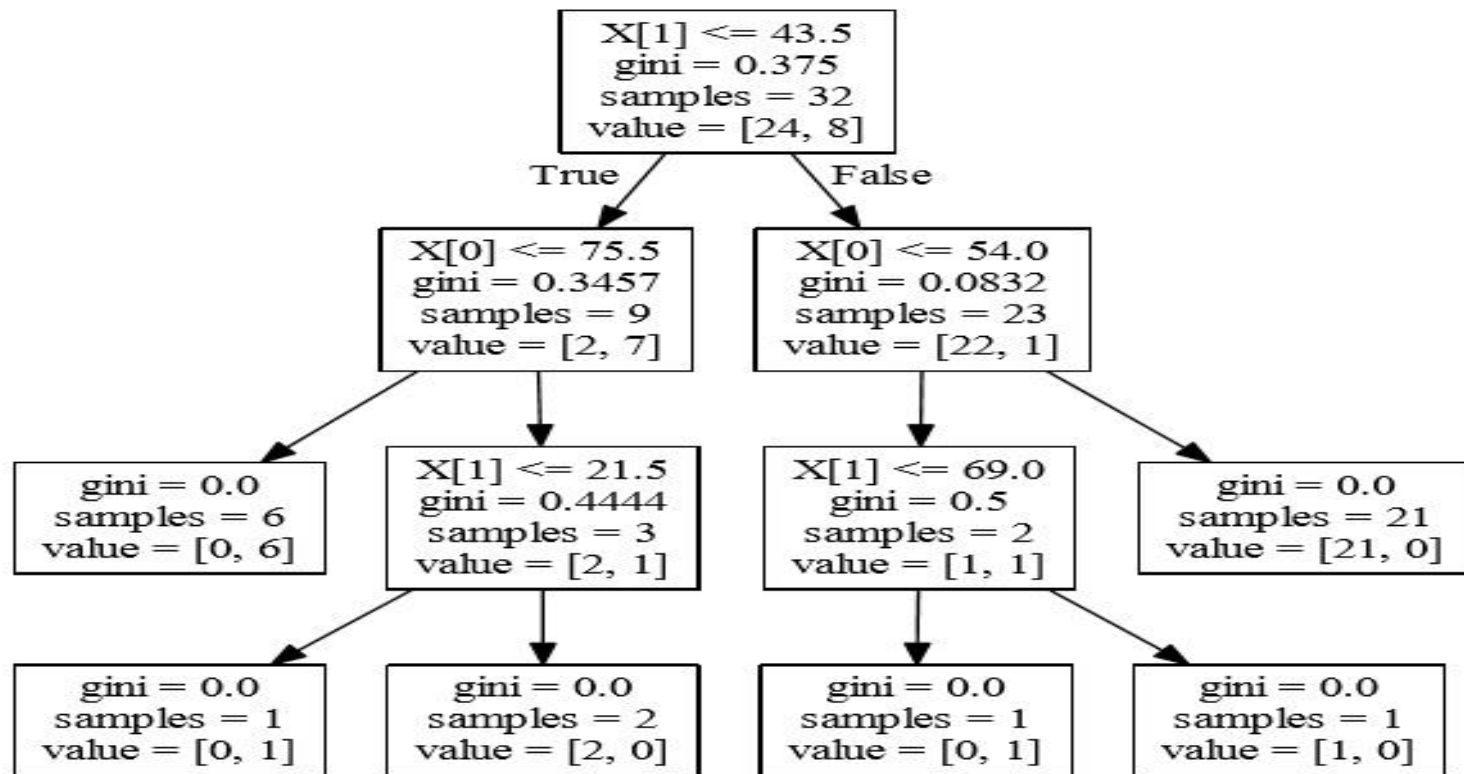 X[1] <= 43.5
gini = 0.375
samples = 32
value = [24, 8]
True
False
X[0] <= 75.5
gini = 0.3457
samples = 9
value = [2, 7]
X[0] <= 54.0
gini = 0.0832
samples = 23
value = [22, 1]
gini = 0.0
samples = 6
value = [0, 6]
X[1] <= 21.5
gini = 0.4444
samples = 3
value = [2, 1]
X[1] <= 69.0
gini = 0.5
samples = 2
value = [1, 1]
gini = 0.0
samples = 21
value = [21, 0]
gini = 0.0
samples = 1
value = [0, 1]
gini = 0.0
samples = 2
value = [2, 0]
gini = 0.0
samples = 1
value = [0, 1]
gini = 0.0
samples = 1
value = [1, 0]